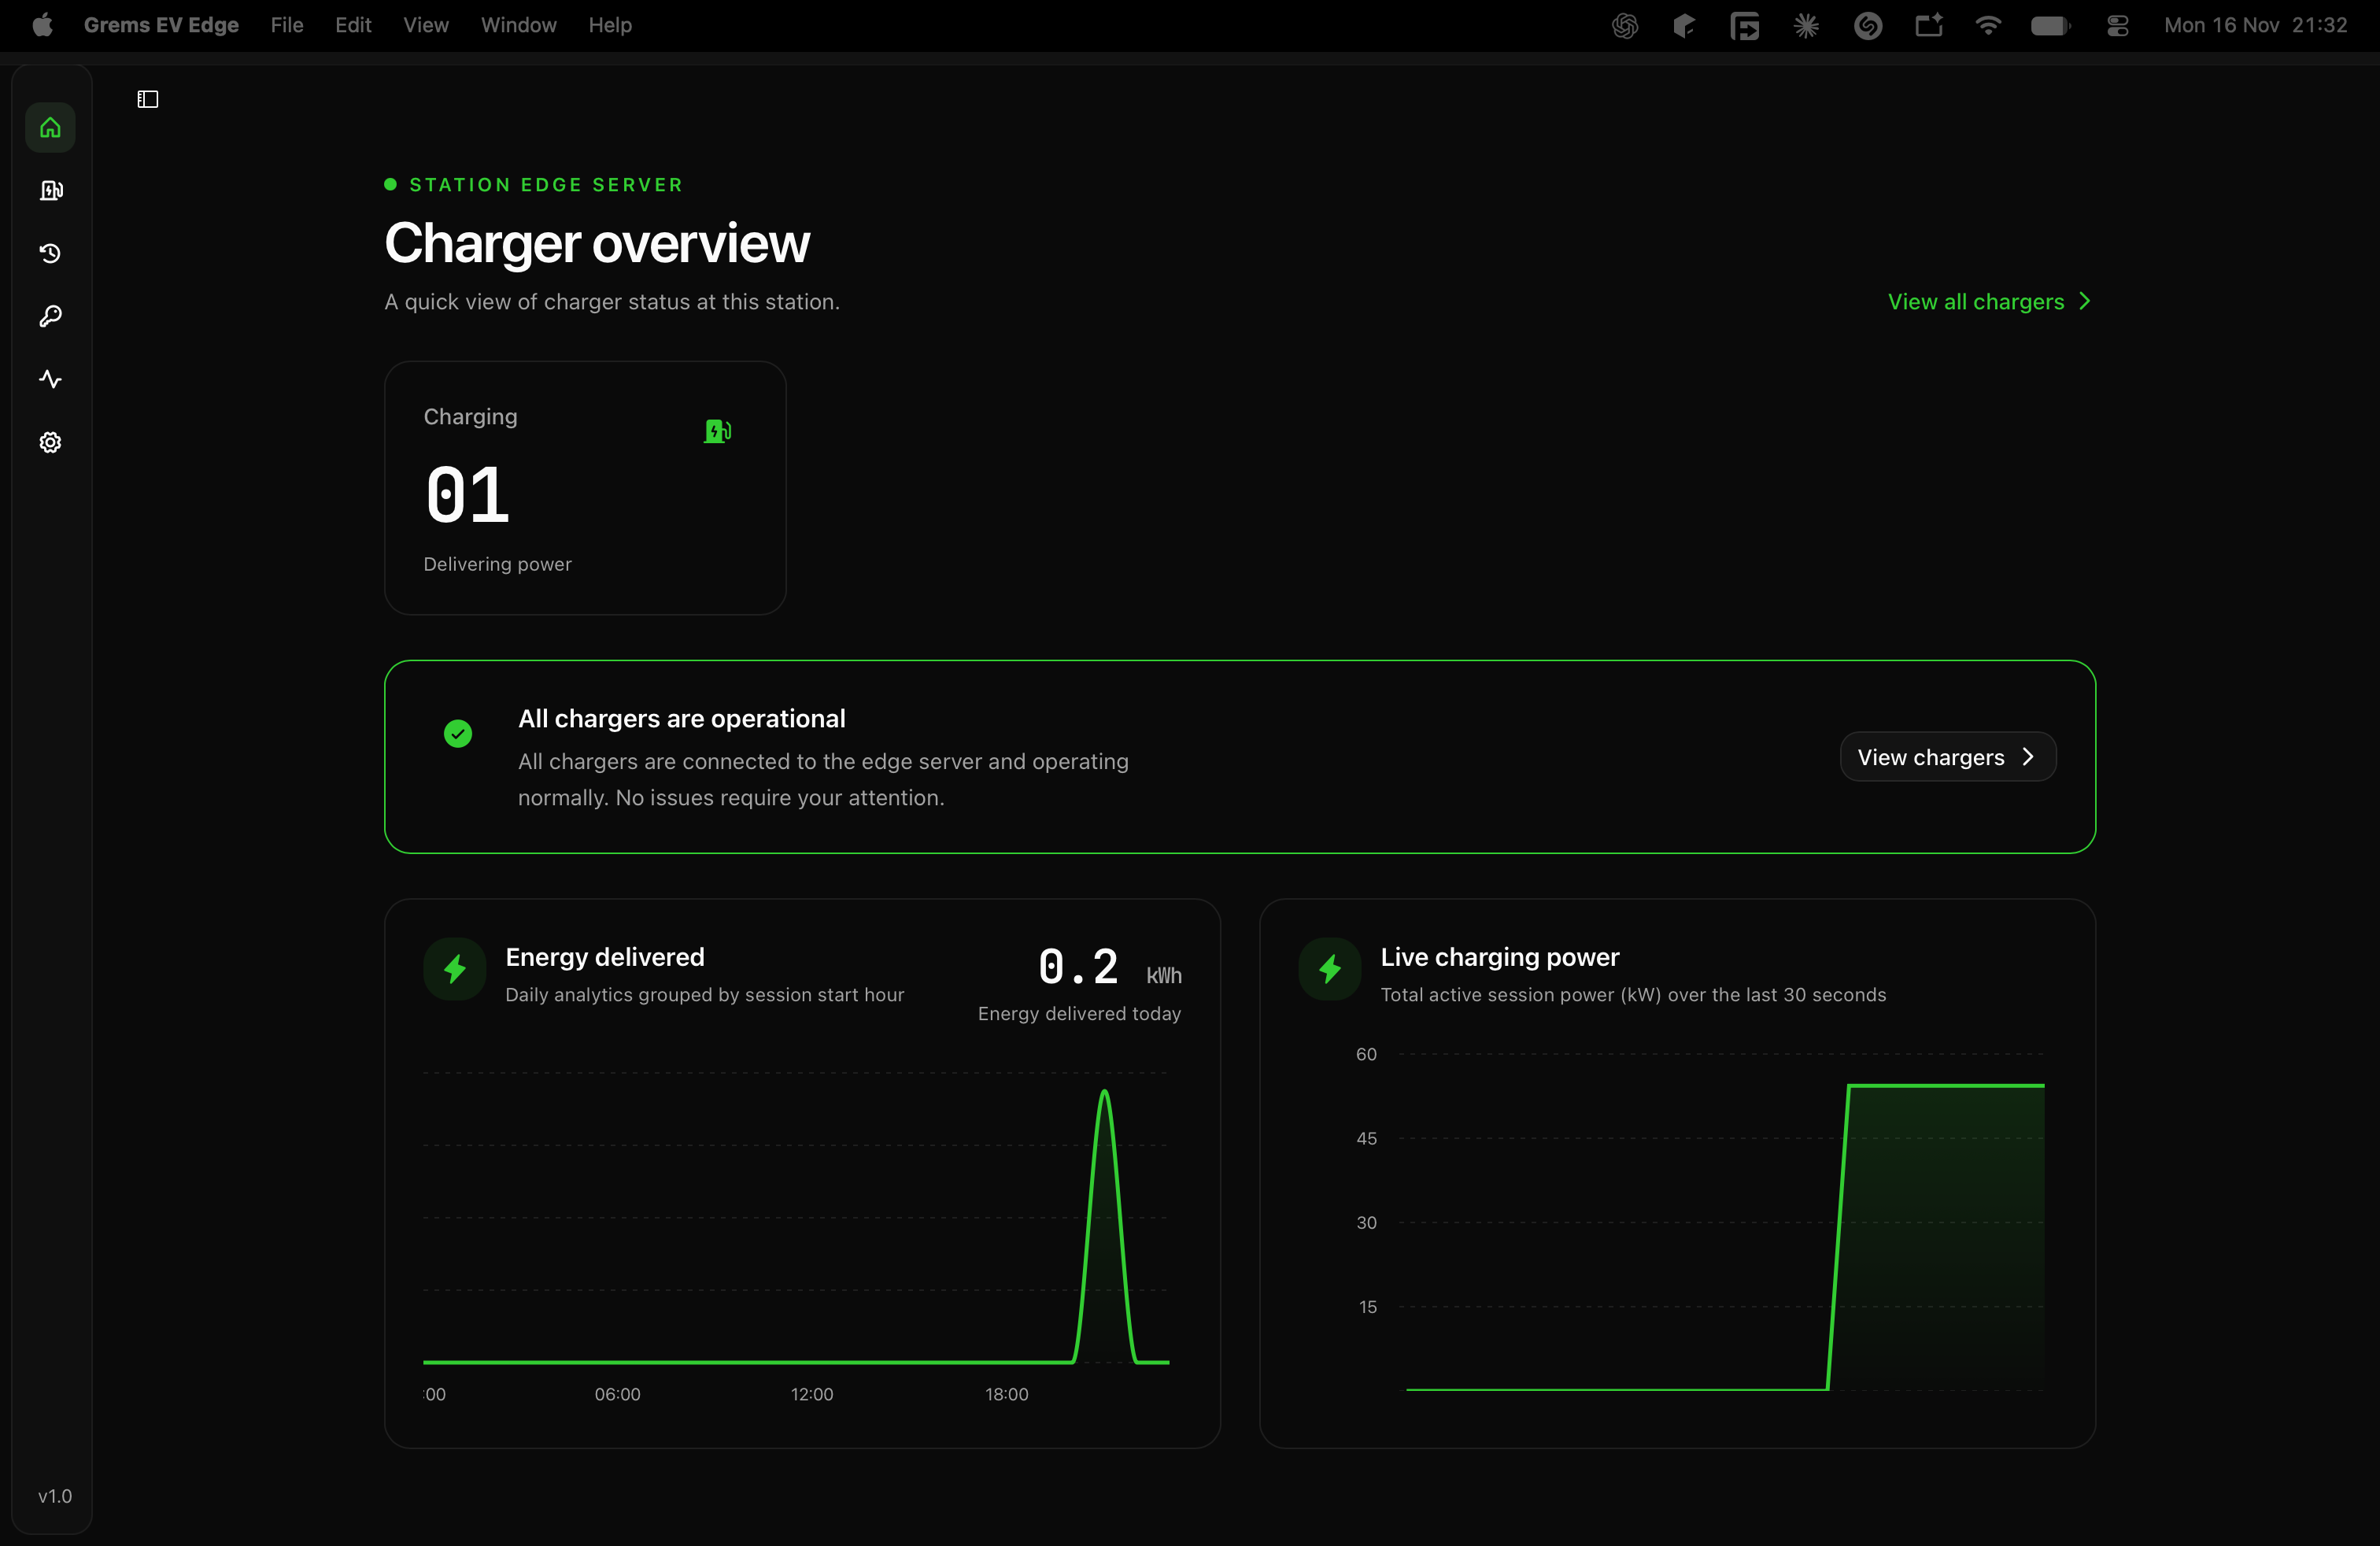 Grems EV Edge File Edit View Window Help Mon 16 Nov 21:32
STATION EDGE SERVER
Charger overview
A quick view of charger status at this station.
View all chargers
Charging
01
Delivering power
All chargers are operational
All chargers are connected to the edge server and operating
normally. No issues require your attention.
View chargers
Energy delivered
Daily analytics grouped by session start hour
0.2 kWh
Energy delivered today
:00 06:00 12:00 18:00
Live charging power
Total active session power (kW) over the last 30 seconds
60
45
30
15
v1.0